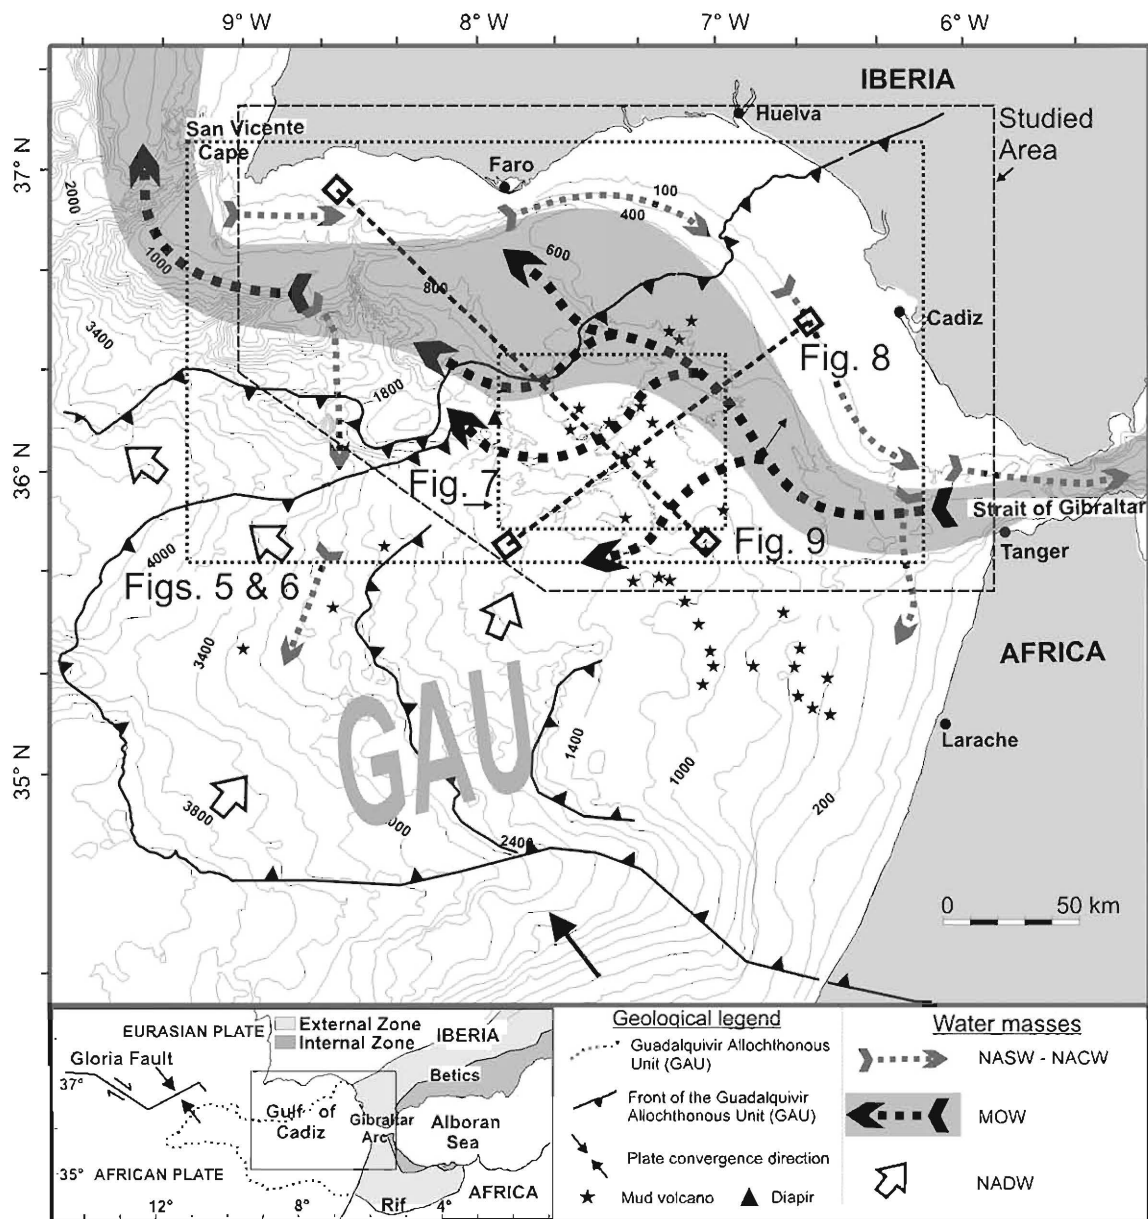 9° W
8° W
7° W
6° W
IBERIA
Huelva
Studied
Area
San Vicente
Cape
37° N
Faro
2000
100
400
600
1000
800
Cadiz
3400
Fig. 8
1800
36° N
Fig. 7
Strait of Gibraltar
Fig. 9
Tanger
4000
Figs. 5 & 6
3400
AFRICA
GAU
Larache
1400
1000
35° N
200
3800
2400
0 50 km
EURASIAN PLATE
External Zone
Internal Zone
IBERIA
Gloria Fault
37°
Betics
Gulf of
Cadiz
Gibraltar
Arc
Alboran
Sea
35°
AFRICAN PLATE
12°
8°
Rif
4°
AFRICA
Geological legend
Guadalquivir Allochthonous
Unit (GAU)
Front of the Guadalquivir
Allochthonous Unit (GAU)
Plate convergence direction
Mud volcano
Diapir
Water masses
NASW - NACW
MOW
NADW